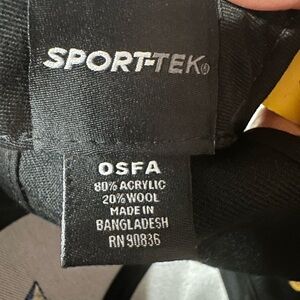 SPORT-TEK®
OSFA
80% ACRYLIC
20% WOOL
MADE IN
BANGLADESH
RN 90836